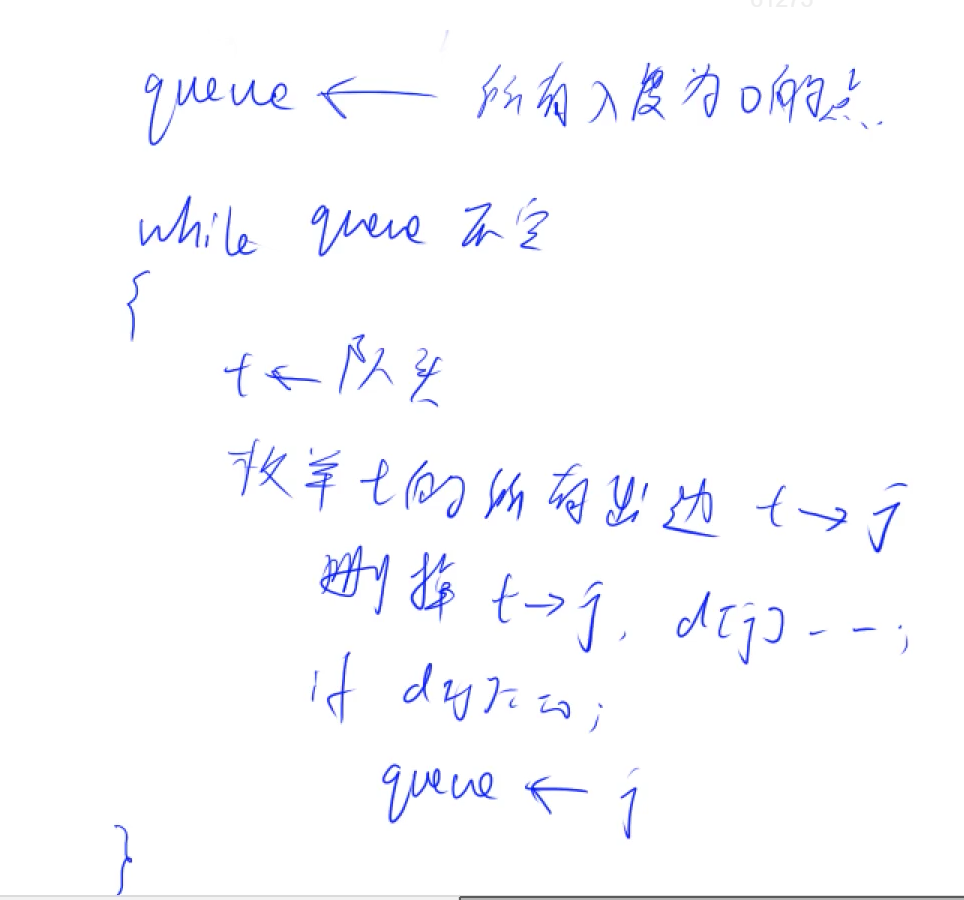 queue ← 所有入度为0的点
while queue 不空
{
t ← 队头
枚举 t 的所有出边 t → j
删掉 t → j, d[j]--;
if d[j] == 0;
queue ← j
}